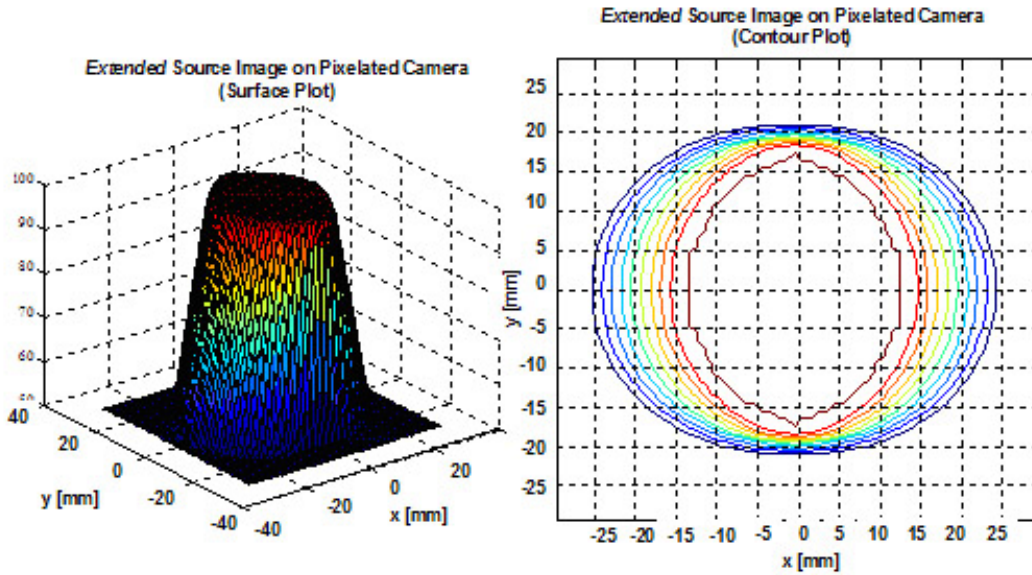 Extended Source Image on Pixelated Camera
(Surface Plot)
100
90
80
70
60
40
20
0
-20
-40
y [mm]
-40
-20
0
20
x [mm]
Extended Source Image on Pixelated Camera
(Contour Plot)
25
20
15
10
5
0
-5
-10
-15
-20
-25
y [mm]
-25 -20 -15 -10 -5 0 5 10 15 20 25
x [mm]